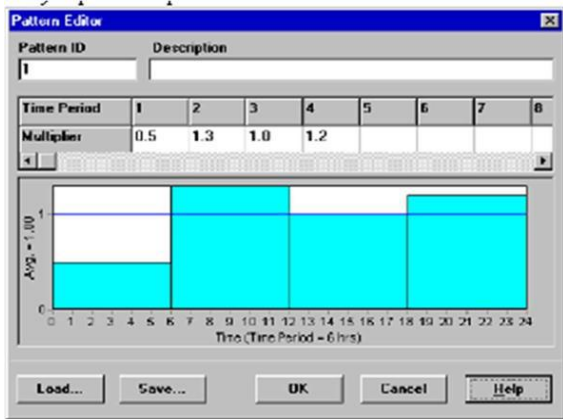 Pattern Editor
Pattern ID Description
1
Time Period 1 2 3 4 5 6 7 8
Multiplier 0.5 1.3 1.0 1.2
Avg. = 1.00
1
0
0 1 2 3 4 5 6 7 8 9 10 11 12 13 14 15 16 17 18 19 20 21 22 23 24
Time (Time Period = 6 hrs)
Load... Save... OK Cancel Help